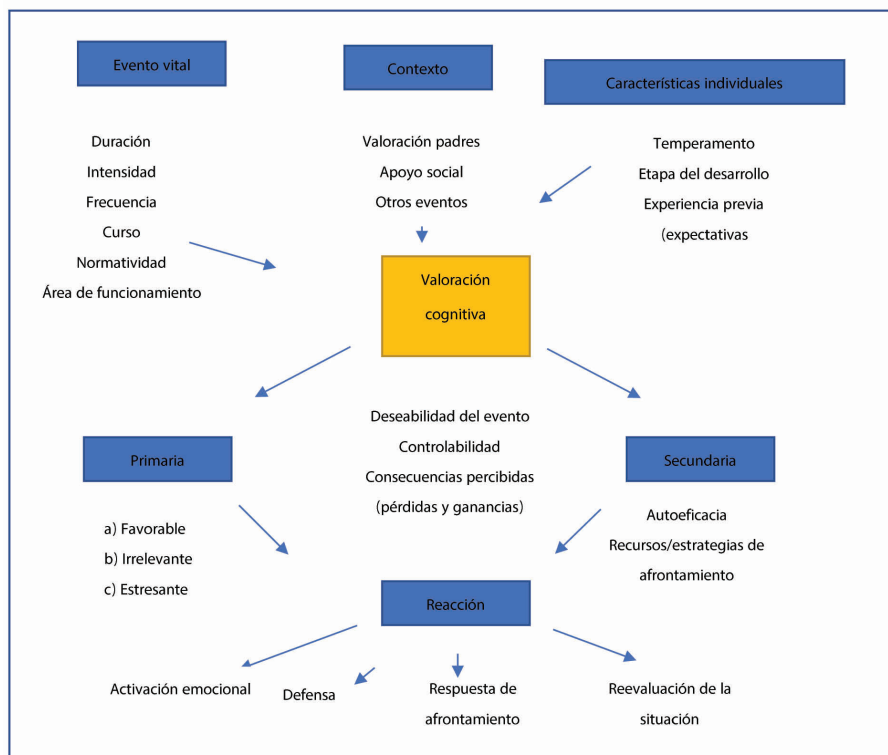 Evento vital
Contexto
Características individuales
Duración
Intensidad
Frecuencia
Curso
Normatividad
Área de funcionamiento
Valoración padres
Apoyo social
Otros eventos
Temperamento
Etapa del desarrollo
Experiencia previa
(expectativas
Valoración
cognitiva
Deseabilidad del evento
Controlabilidad
Consecuencias percibidas
(pérdidas y ganancias)
Primaria
a) Favorable
b) Irrelevante
c) Estresante
Secundaria
Autoeficacia
Recursos/estrategias de
afrontamiento
Reacción
Activación emocional
Defensa
Respuesta de
afrontamiento
Reevaluación de la
situación